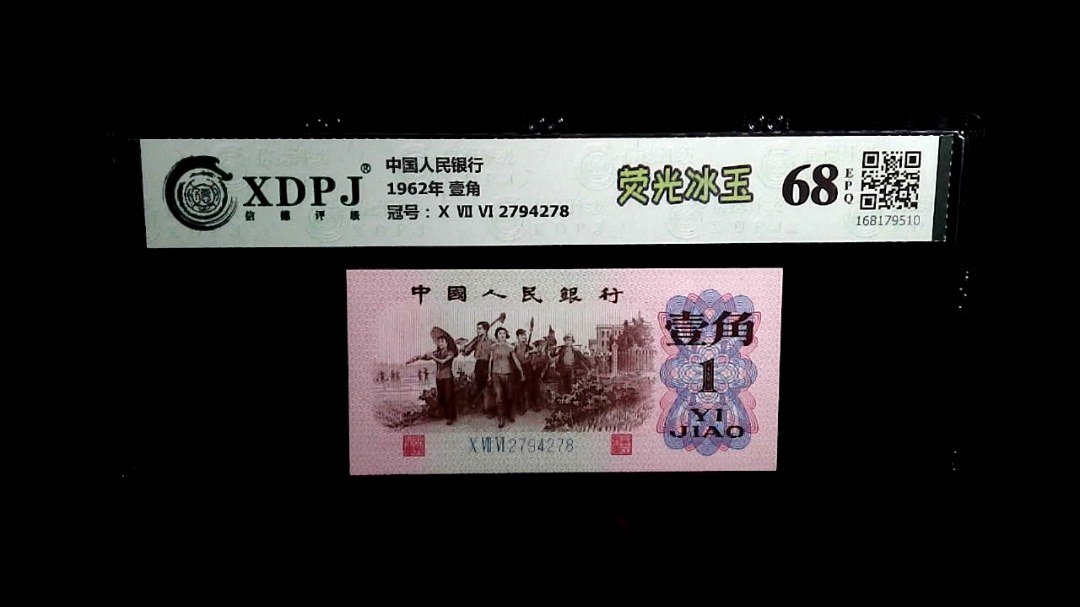 XDPJ®
信德评级
中国人民银行
1962年 壹角
冠号：X Ⅶ Ⅵ 2794278
荧光冰玉
68
EPQ
168179510
中國人民銀行
壹角
1
YI
JIAO
X Ⅶ Ⅵ 2794278